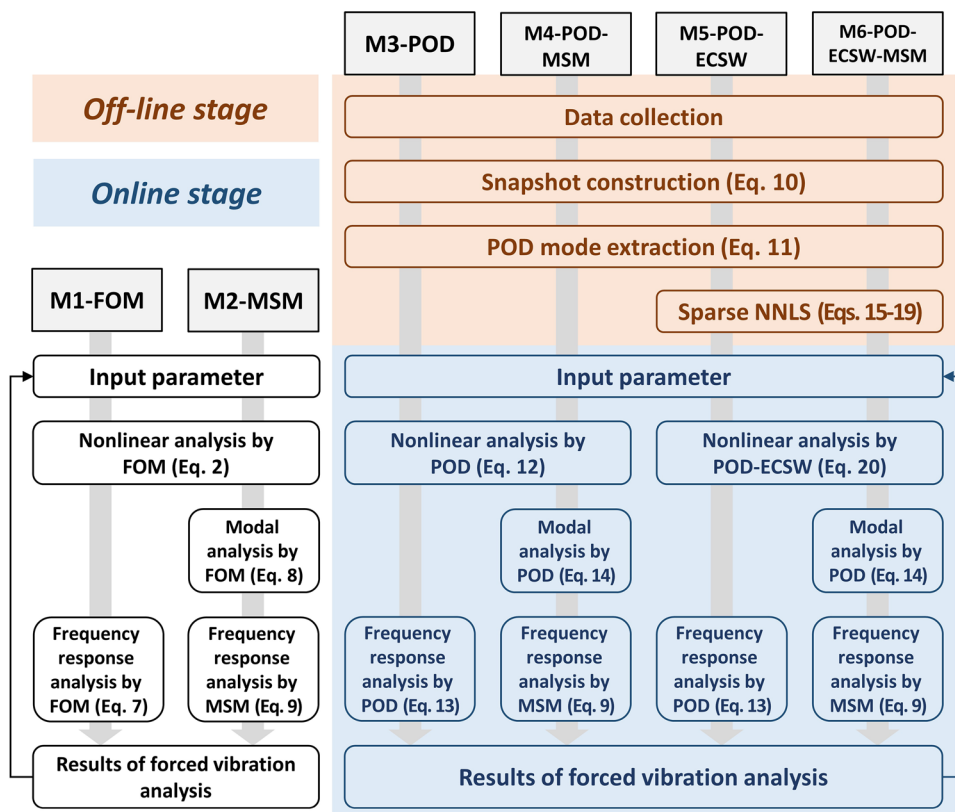 M3-POD
M4-POD-
MSM
M5-POD-
ECSW
M6-POD-
ECSW-MSM
Off-line stage
Online stage
Data collection
Snapshot construction (Eq. 10)
POD mode extraction (Eq. 11)
Sparse NNLS (Eqs. 15-19)
M1-FOM
M2-MSM
Input parameter
Input parameter
Nonlinear analysis by
FOM (Eq. 2)
Nonlinear analysis by
POD (Eq. 12)
Nonlinear analysis by
POD-ECSW (Eq. 20)
Modal
analysis by
FOM (Eq. 8)
Modal
analysis by
POD (Eq. 14)
Modal
analysis by
POD (Eq. 14)
Frequency
response
analysis by
FOM (Eq. 7)
Frequency
response
analysis by
MSM (Eq. 9)
Frequency
response
analysis by
POD (Eq. 13)
Frequency
response
analysis by
MSM (Eq. 9)
Frequency
response
analysis by
POD (Eq. 13)
Frequency
response
analysis by
MSM (Eq. 9)
Results of forced vibration
analysis
Results of forced vibration analysis